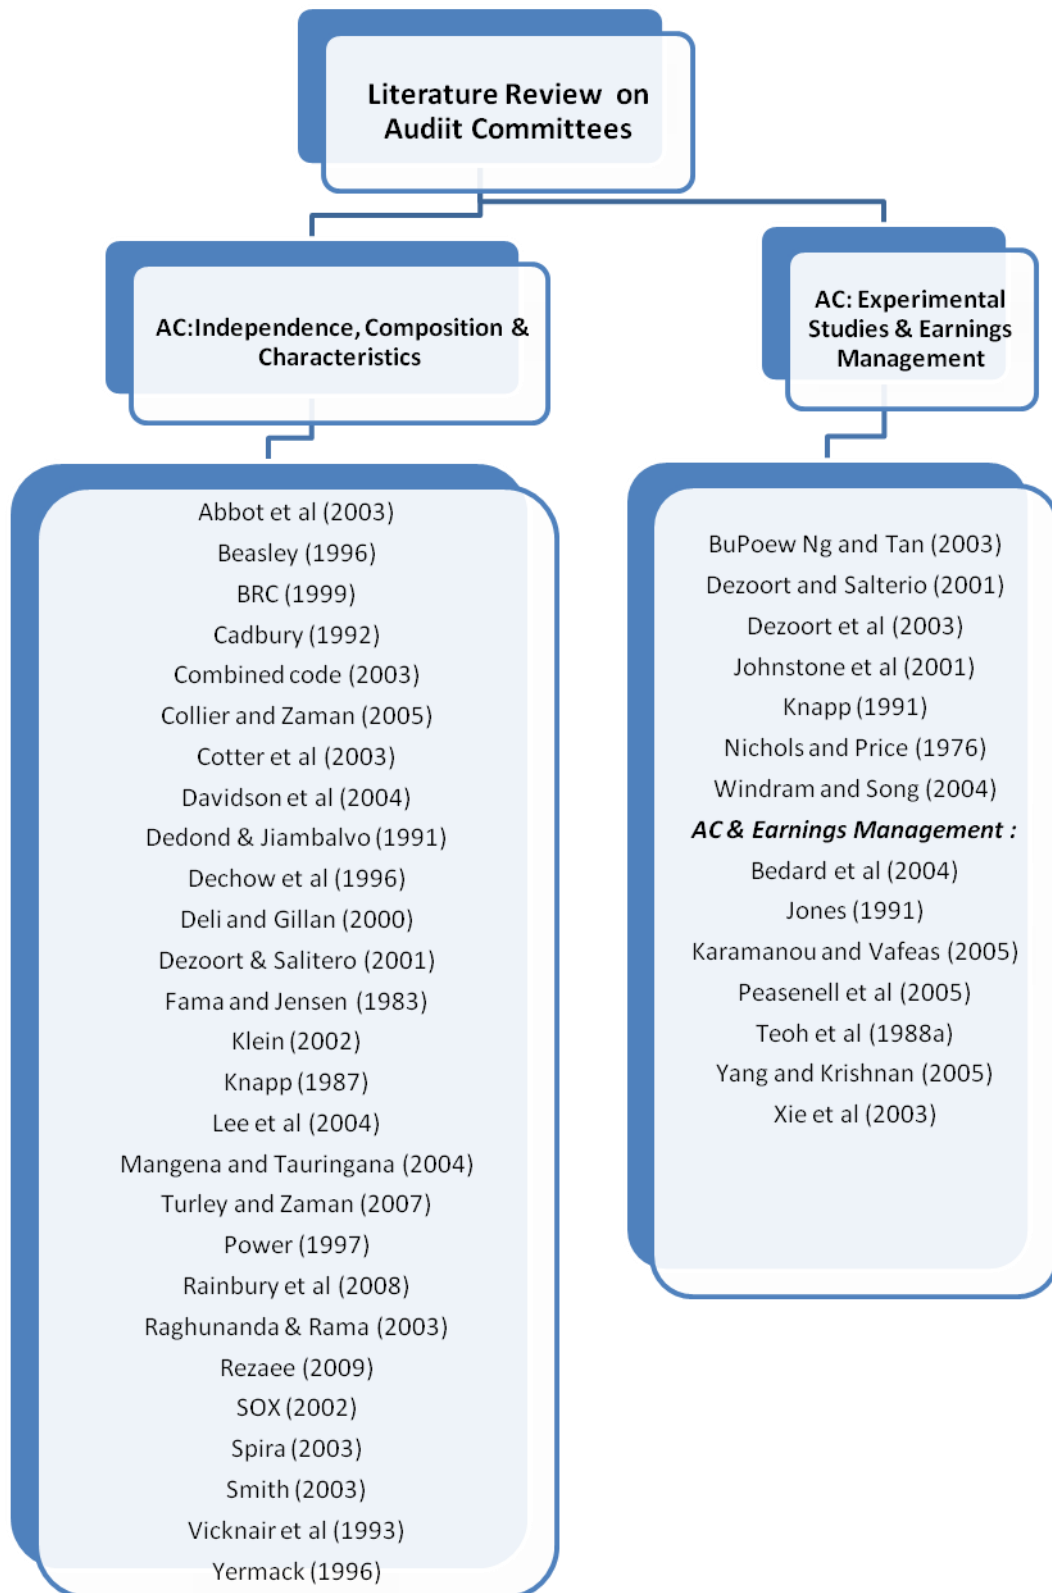 Literature Review on
Audiit Committees
AC:Independence, Composition &
Characteristics
AC: Experimental
Studies & Earnings
Management
Abbot et al (2003)
Beasley (1996)
BRC (1999)
Cadbury (1992)
Combined code (2003)
Collier and Zaman (2005)
Cotter et al (2003)
Davidson et al (2004)
Dedond & Jiambalvo (1991)
Dechow et al (1996)
Deli and Gillan (2000)
Dezoort & Salitero (2001)
Fama and Jensen (1983)
Klein (2002)
Knapp (1987)
Lee et al (2004)
Mangena and Tauringana (2004)
Turley and Zaman (2007)
Power (1997)
Rainbury et al (2008)
Raghunanda & Rama (2003)
Rezaee (2009)
SOX (2002)
Spira (2003)
Smith (2003)
Vicknair et al (1993)
Yermack (1996)
BuPoew Ng and Tan (2003)
Dezoort and Salterio (2001)
Dezoort et al (2003)
Johnstone et al (2001)
Knapp (1991)
Nichols and Price (1976)
Windram and Song (2004)
AC & Earnings Management :
Bedard et al (2004)
Jones (1991)
Karamanou and Vafeas (2005)
Peasenell et al (2005)
Teoh et al (1988a)
Yang and Krishnan (2005)
Xie et al (2003)